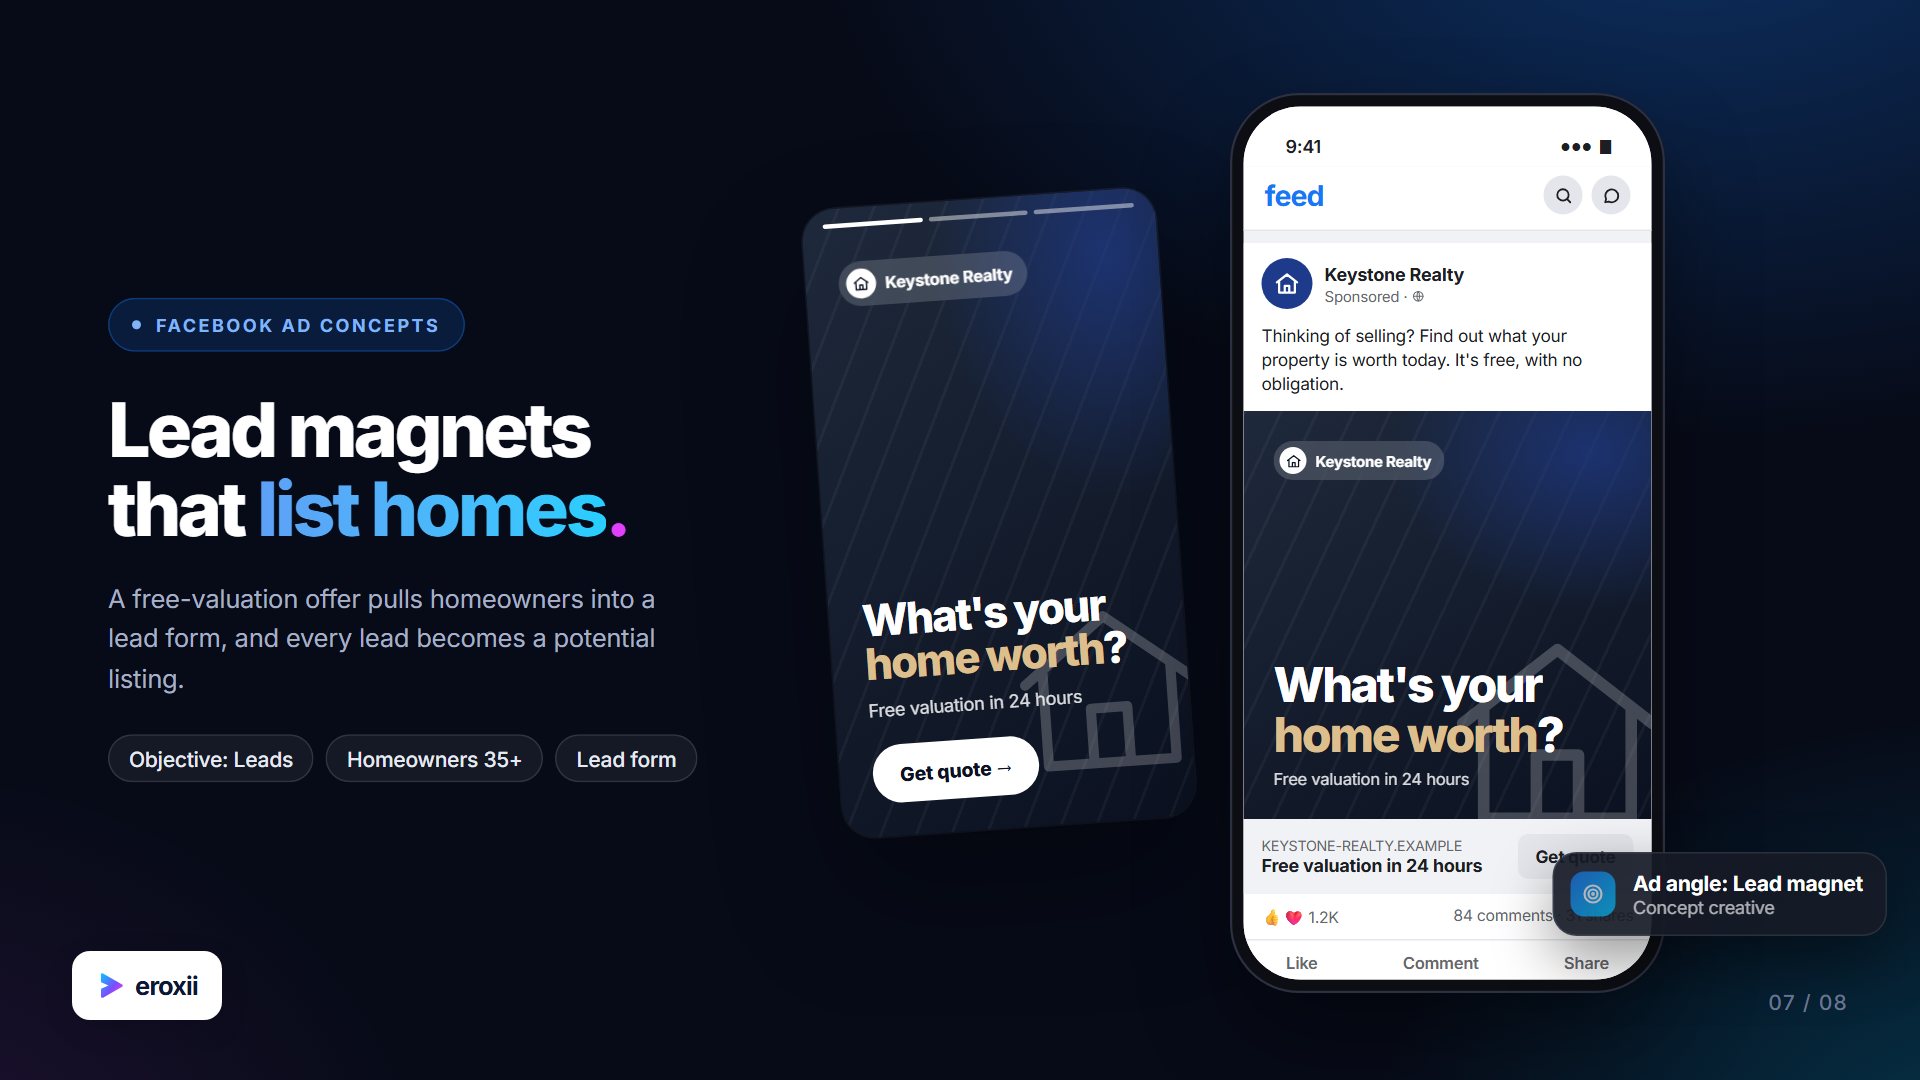 FACEBOOK AD CONCEPTS
Lead magnets
that list homes.
A free-valuation offer pulls homeowners into a
lead form, and every lead becomes a potential
listing.
Objective: Leads
Homeowners 35+
Lead form
eroxii
Keystone Realty
What's your
home worth?
Free valuation in 24 hours
Get quote →
9:41
feed
Keystone Realty
Sponsored ·
Thinking of selling? Find out what your
property is worth today. It's free, with no
obligation.
Keystone Realty
What's your
home worth?
Free valuation in 24 hours
KEYSTONE-REALTY.EXAMPLE
Free valuation in 24 hours
Get quote
👍 ❤️ 1.2K
84 comments · 31 shares
Like
Comment
Share
Ad angle: Lead magnet
Concept creative
07 / 08